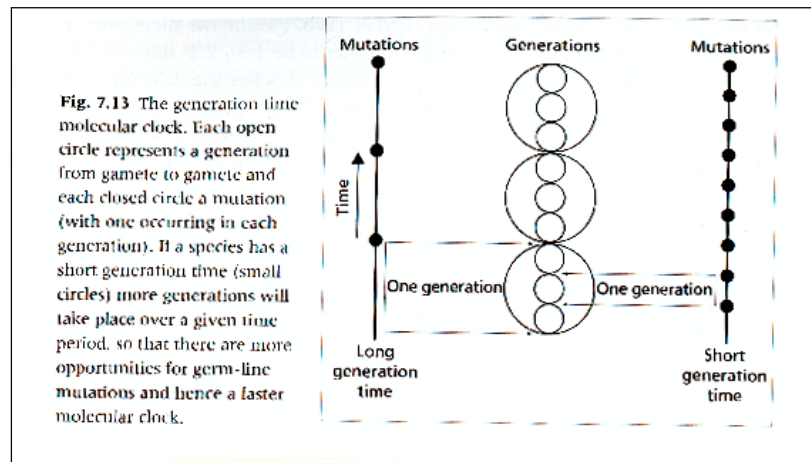 Fig. 7.13 The generation time
molecular clock. Each open
circle represents a generation
from gamete to gamete and
each closed circle a mutation
(with one occurring in each
generation). If a species has a
short generation time (small
circles) more generations will
take place over a given time
period, so that there are more
opportunities for germ-line
mutations and hence a faster
molecular clock.
Mutations
Generations
Mutations
Time
One generation
One generation
Long
generation
time
Short
generation
time